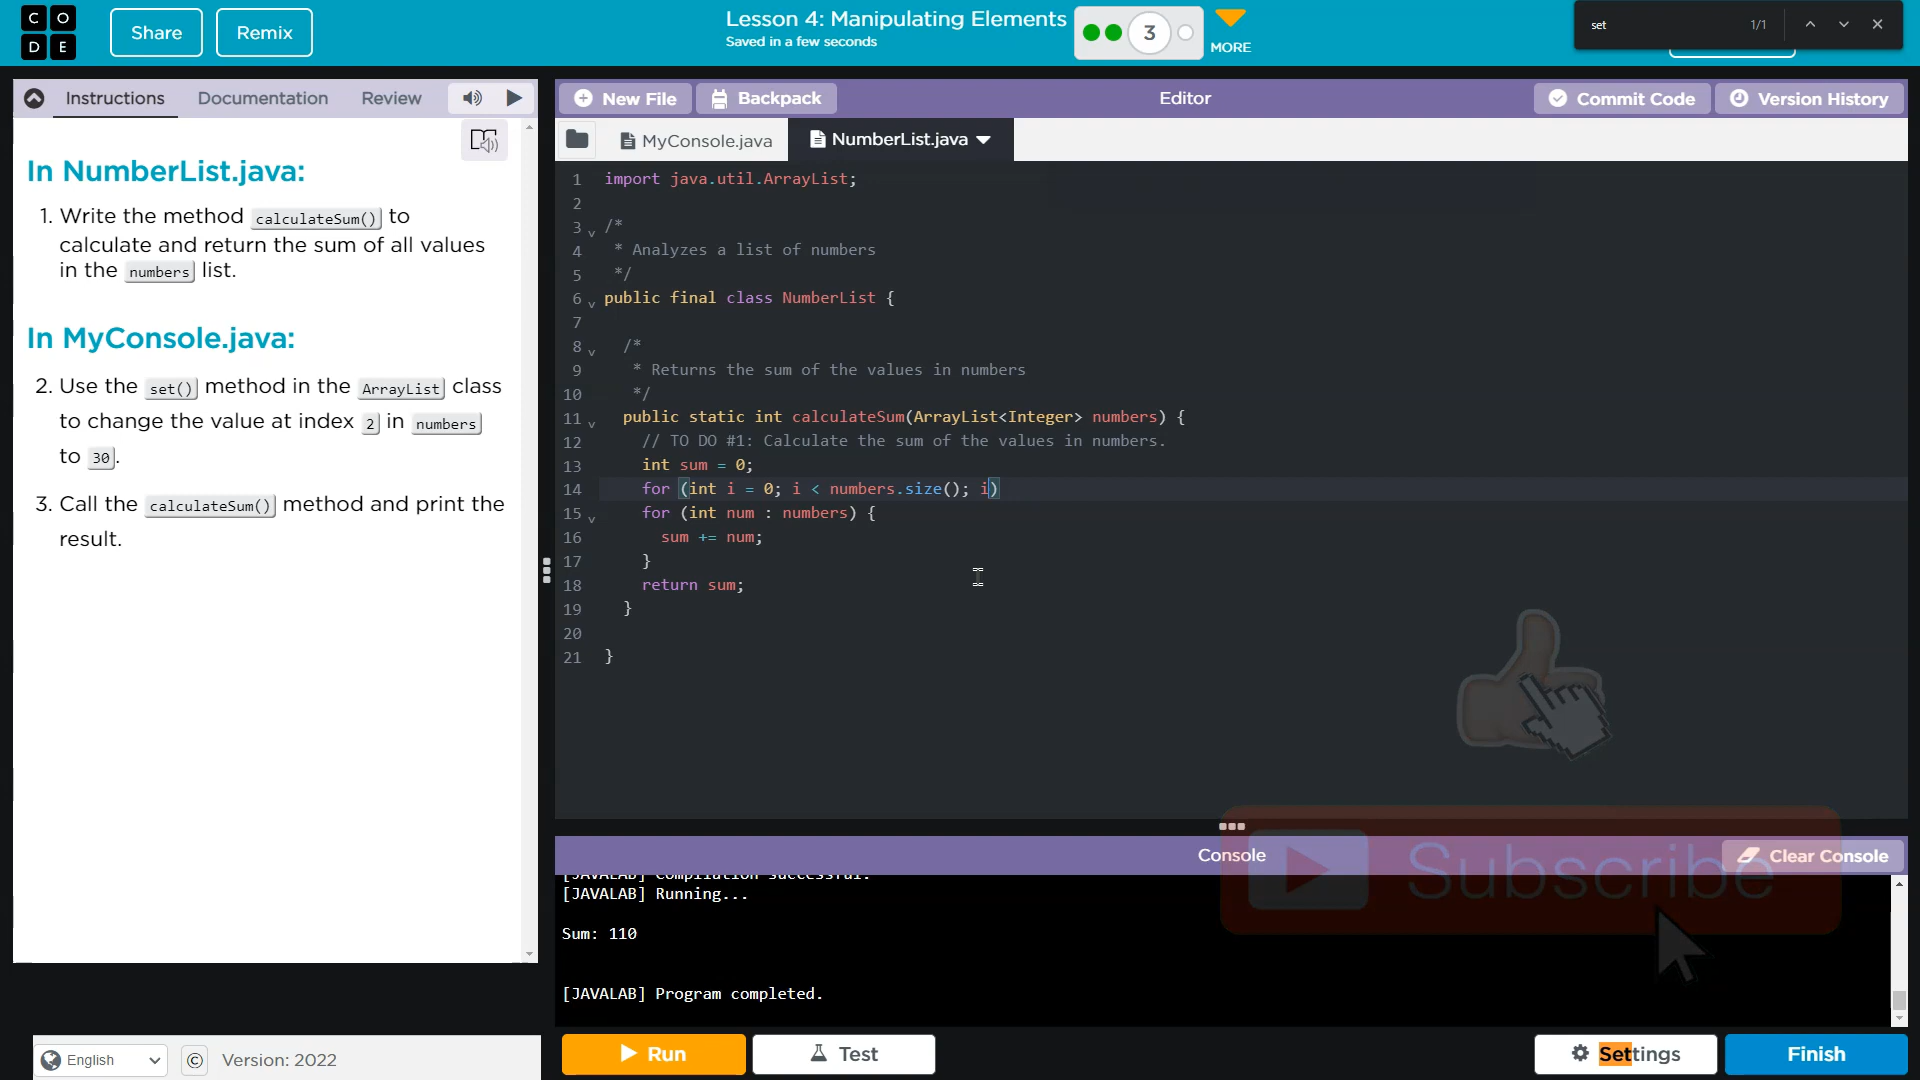 C O
D E
Share
Remix
Lesson 4: Manipulating Elements
Saved in a few seconds
3
MORE
set
1/1
Instructions
Documentation
Review
New File
Backpack
Editor
Commit Code
Version History
MyConsole.java
NumberList.java
In NumberList.java:
1. Write the method calculateSum() to
calculate and return the sum of all values
in the numbers list.
In MyConsole.java:
2. Use the set() method in the ArrayList class
to change the value at index 2 in numbers
to 30.
3. Call the calculateSum() method and print the
result.
1 import java.util.ArrayList;
2
3 /*
4 * Analyzes a list of numbers
5 */
6 public final class NumberList {
7
8 /*
9 * Returns the sum of the values in numbers
10 */
11 public static int calculateSum(ArrayList<Integer> numbers) {
12 // TO DO #1: Calculate the sum of the values in numbers.
13 int sum = 0;
14 for (int i = 0; i < numbers.size(); i)
15 for (int num : numbers) {
16 sum += num;
17 }
18 return sum;
19 }
20
21 }
Console
Clear Console
Subscribe
[JAVALAB] Compilation successful.
[JAVALAB] Running...
Sum: 110
[JAVALAB] Program completed.
English
©
Version: 2022
Run
Test
Settings
Finish